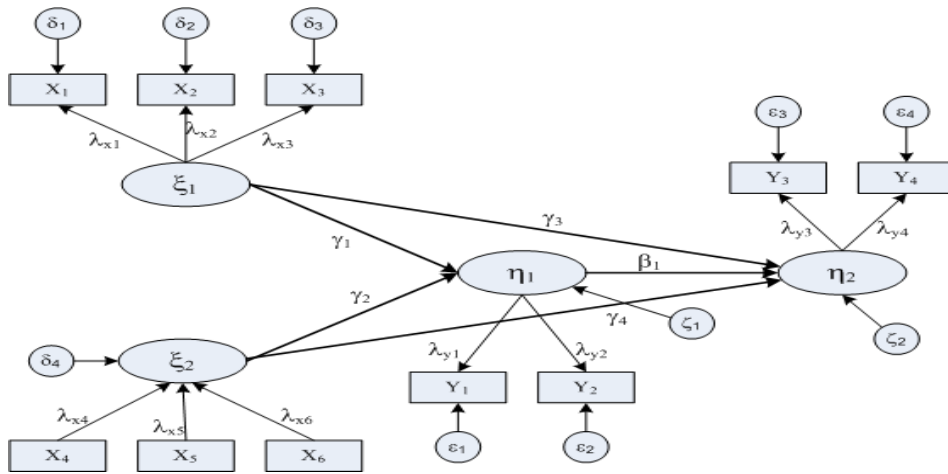 δ₁ δ₂ δ₃
X₁ X₂ X₃
ε₃ ε₄
λₓ₁ λₓ₂ λₓ₃
Y₃ Y₄
ξ₁
γ₃
λy₃ λy₄
γ₁
η₁ β₁ η₂
γ₂
γ₄
ζ₁
ζ₂
δ₄ ξ₂
λy₁ λy₂
Y₁ Y₂
λₓ₄ λₓ₅ λₓ₆
X₄ X₅ X₆
ε₁ ε₂